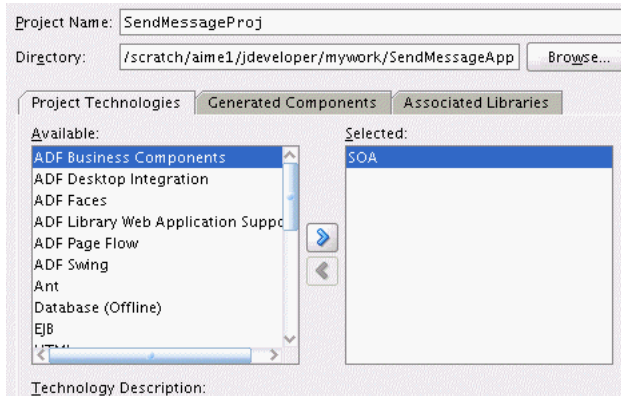 Project Name: SendMessageProj
Directory: /scratch/aime1/jdeveloper/mywork/SendMessageApp Browse...
Project Technologies Generated Components Associated Libraries
Available: Selected:
ADF Business Components SOA
ADF Desktop Integration
ADF Faces
ADF Library Web Application Suppo
ADF Page Flow
ADF Swing
Ant
Database (Offline)
EJB
HTML
Technology Description: